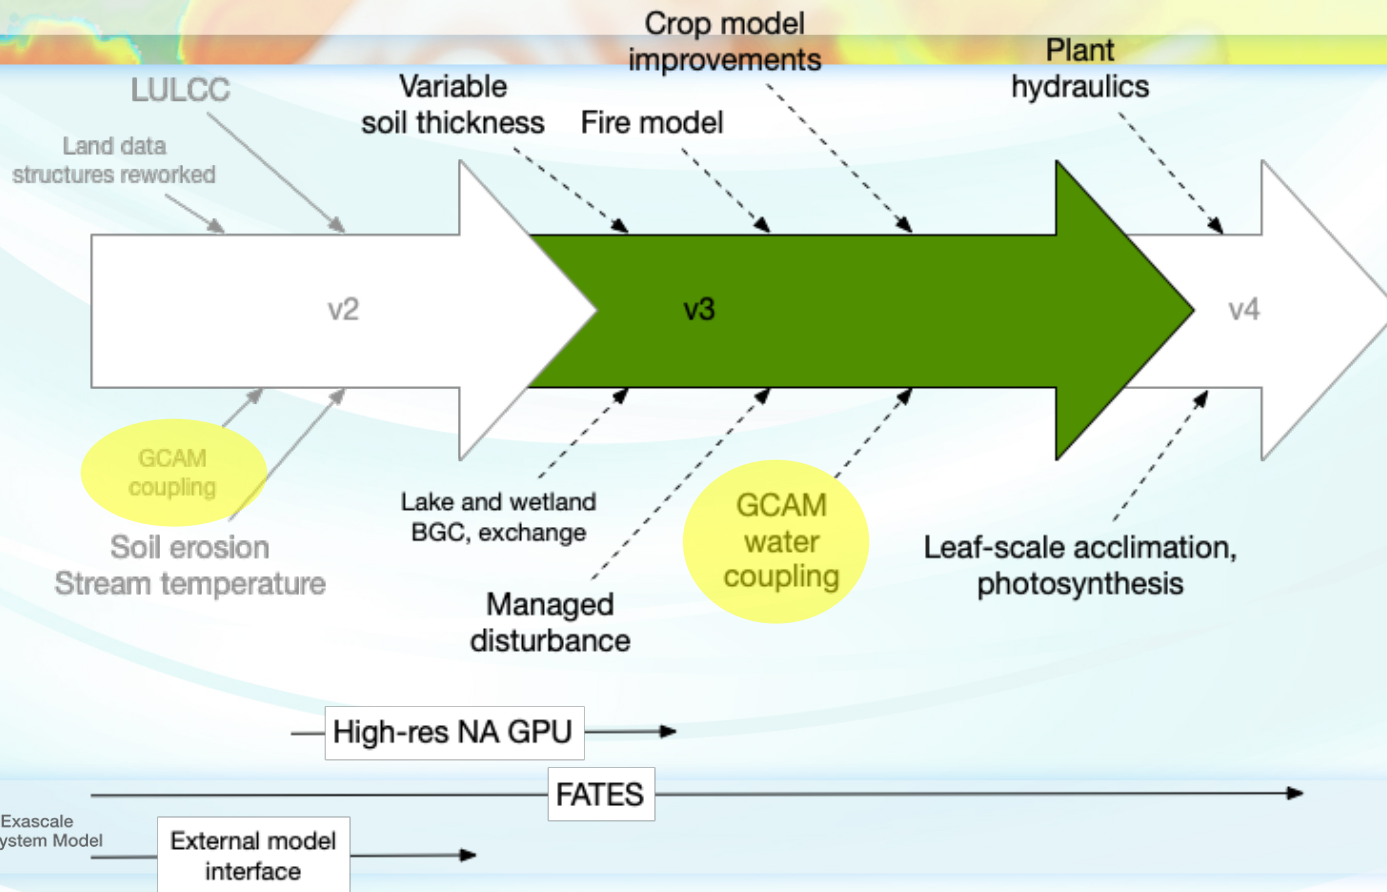 Crop model
improvements
Plant
hydraulics
LULCC
Variable
soil thickness
Fire model
Land data
structures reworked
v2
v3
v4
GCAM
coupling
Lake and wetland
BGC, exchange
GCAM
water
coupling
Soil erosion
Stream temperature
Leaf-scale acclimation,
photosynthesis
Managed
disturbance
High-res NA GPU
FATES
Exascale
ystem Model
External model
interface